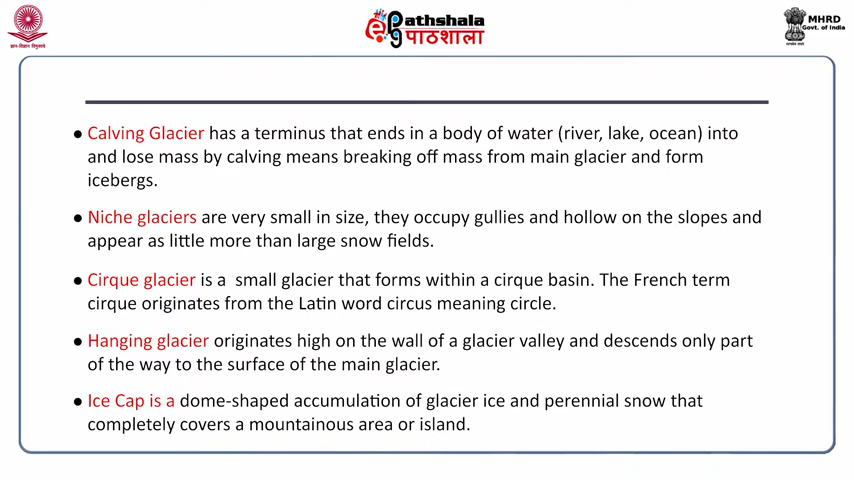 ज्ञान-विज्ञान विमुक्तये
Pathshala
पाठशाला
MHRD
Govt. of India
सत्यमेव जयते
● Calving Glacier has a terminus that ends in a body of water (river, lake, ocean) into
and lose mass by calving means breaking off mass from main glacier and form
icebergs.
● Niche glaciers are very small in size, they occupy gullies and hollow on the slopes and
appear as little more than large snow fields.
● Cirque glacier is a  small glacier that forms within a cirque basin. The French term
cirque originates from the Latin word circus meaning circle.
● Hanging glacier originates high on the wall of a glacier valley and descends only part
of the way to the surface of the main glacier.
● Ice Cap is a dome-shaped accumulation of glacier ice and perennial snow that
completely covers a mountainous area or island.